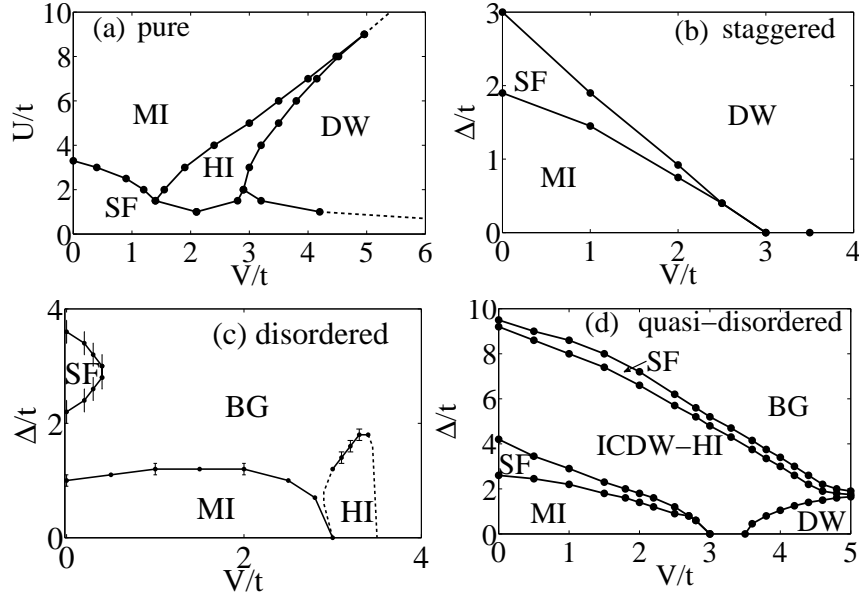 (a) pure
U/t
10
8
6
4
2
0
MI
HI
DW
SF
0 1 2 3 4 5 6
V/t
(b) staggered
Δ/t
3
2
1
0
SF
DW
MI
0 1 2 3 4
V/t
(c) disordered
Δ/t
4
2
0
SF
BG
MI
HI
0 2 4
V/t
(d) quasi−disordered
Δ/t
10
8
6
4
2
0
SF
BG
ICDW−HI
SF
MI
DW
0 1 2 3 4 5
V/t